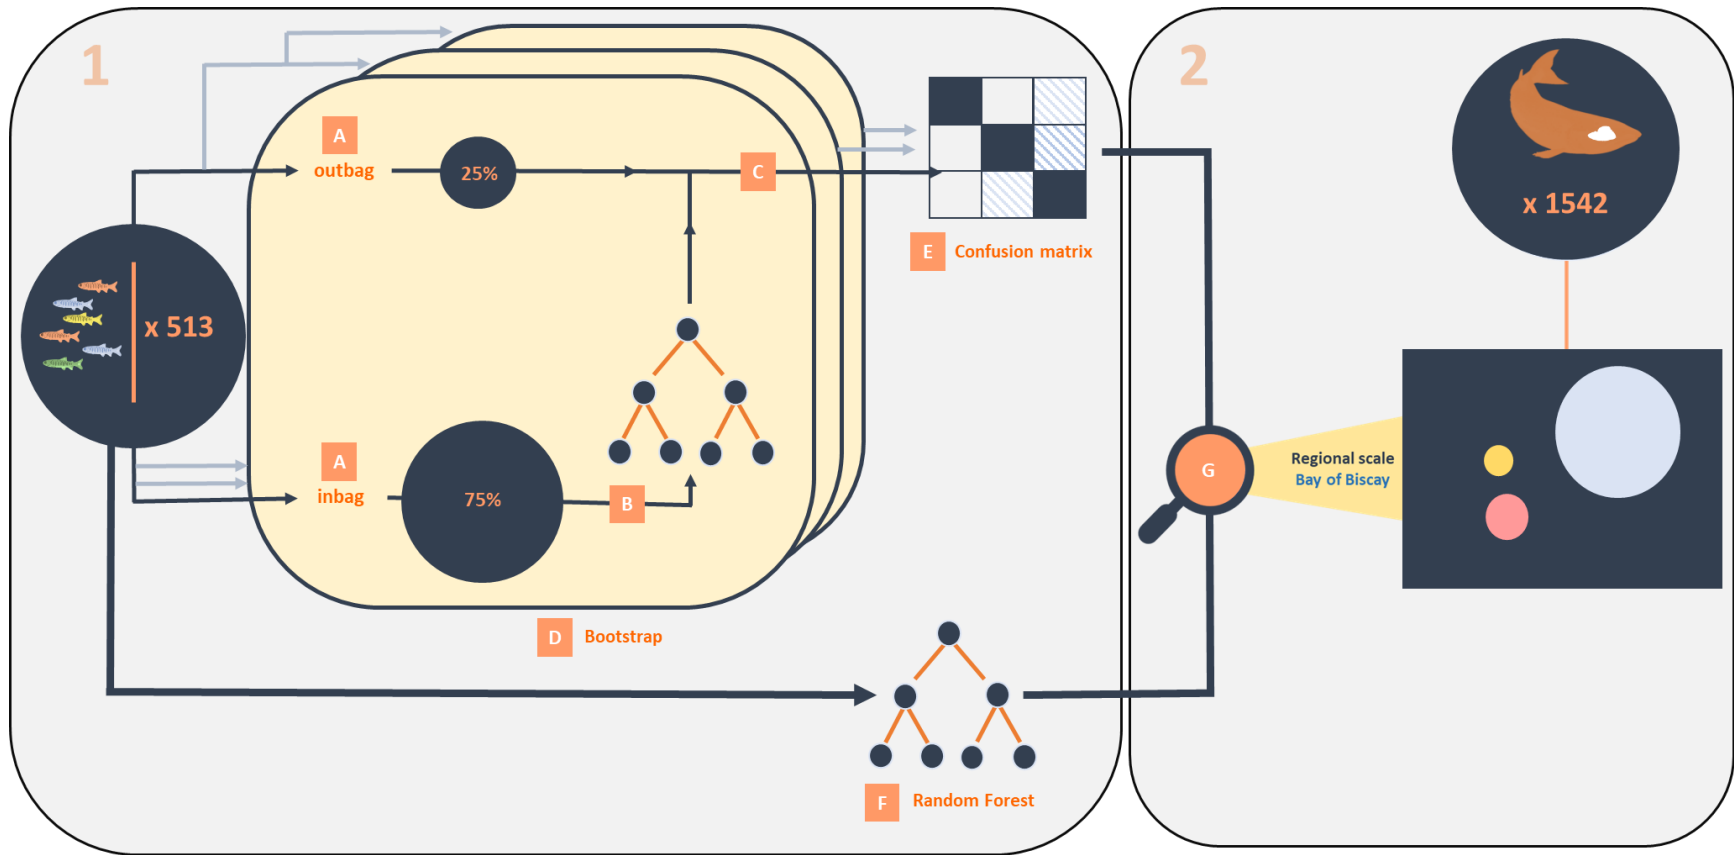 1
A
outbag
25%
C
E
Confusion matrix
x 513
A
inbag
75%
B
D
Bootstrap
F
Random Forest
2
x 1542
G
Regional scale
Bay of Biscay